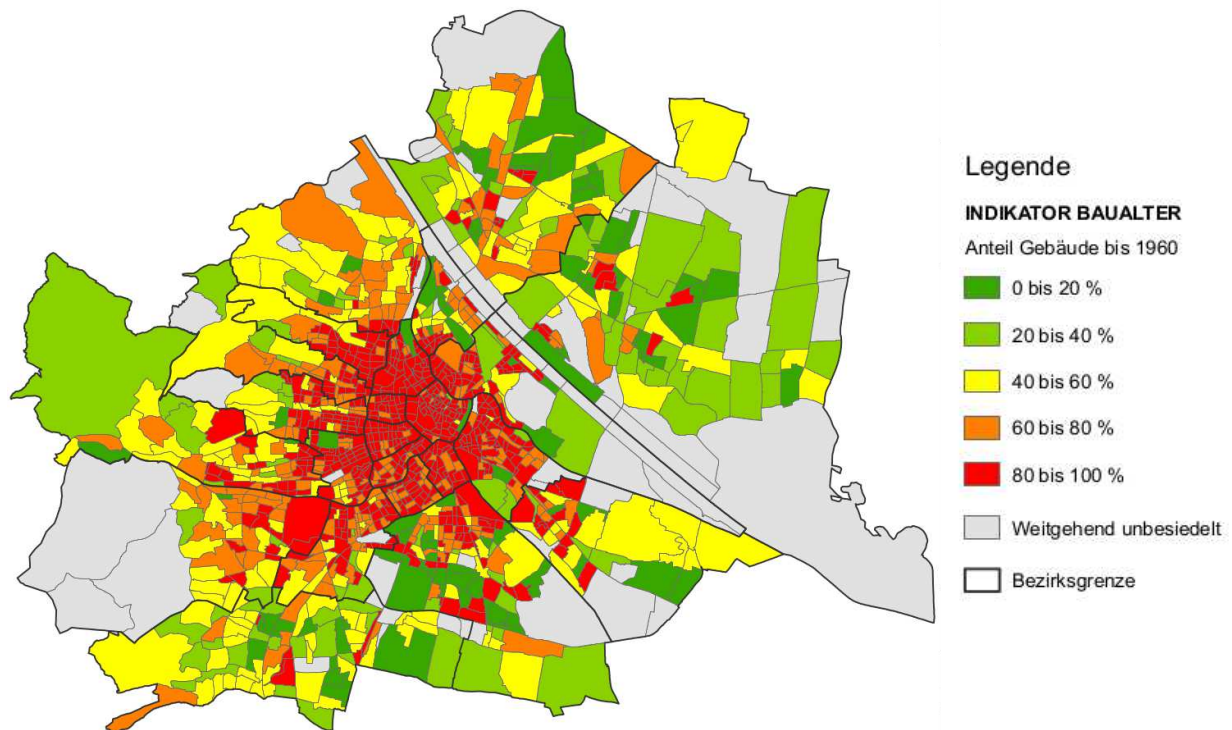 Legende
INDIKATOR BAUALTER
Anteil Gebäude bis 1960
0 bis 20 %
20 bis 40 %
40 bis 60 %
60 bis 80 %
80 bis 100 %
Weitgehend unbesiedelt
Bezirksgrenze